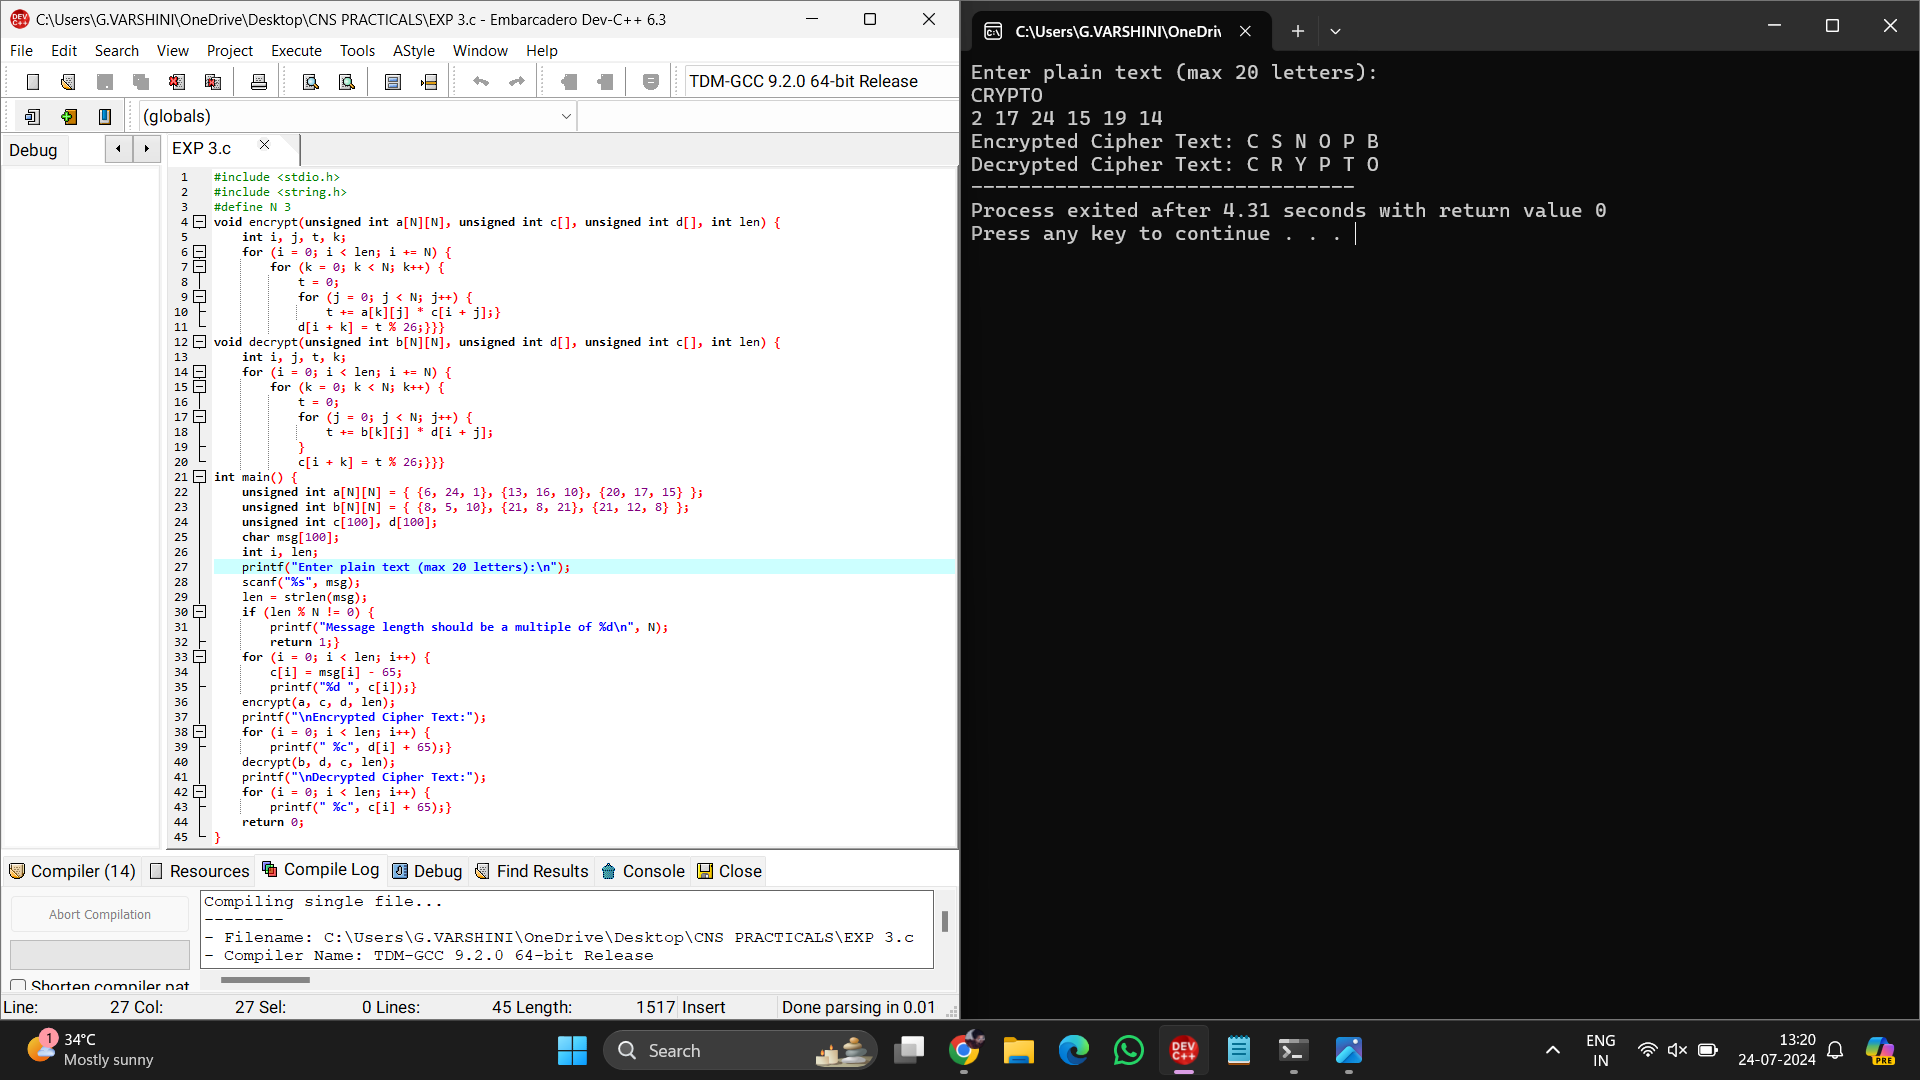 C:\Users\G.VARSHINI\OneDrive\Desktop\CNS PRACTICALS\EXP 3.c - Embarcadero Dev-C++ 6.3
File Edit Search View Project Execute Tools AStyle Window Help
TDM-GCC 9.2.0 64-bit Release
(globals)
Debug
EXP 3.c
1 #include <stdio.h>
2 #include <string.h>
3 #define N 3
4 void encrypt(unsigned int a[N][N], unsigned int c[], unsigned int d[], int len) {
5 int i, j, t, k;
6 for (i = 0; i < len; i += N) {
7 for (k = 0; k < N; k++) {
8 t = 0;
9 for (j = 0; j < N; j++) {
10 t += a[k][j] * c[i + j];}
11 d[i + k] = t % 26;}}}
12 void decrypt(unsigned int b[N][N], unsigned int d[], unsigned int c[], int len) {
13 int i, j, t, k;
14 for (i = 0; i < len; i += N) {
15 for (k = 0; k < N; k++) {
16 t = 0;
17 for (j = 0; j < N; j++) {
18 t += b[k][j] * d[i + j];
19 }
20 c[i + k] = t % 26;}}}
21 int main() {
22 unsigned int a[N][N] = { {6, 24, 1}, {13, 16, 10}, {20, 17, 15} };
23 unsigned int b[N][N] = { {8, 5, 10}, {21, 8, 21}, {21, 12, 8} };
24 unsigned int c[100], d[100];
25 char msg[100];
26 int i, len;
27 printf("Enter plain text (max 20 letters):\n");
28 scanf("%s", msg);
29 len = strlen(msg);
30 if (len % N != 0) {
31 printf("Message length should be a multiple of %d\n", N);
32 return 1;}
33 for (i = 0; i < len; i++) {
34 c[i] = msg[i] - 65;
35 printf("%d ", c[i]);}
36 encrypt(a, c, d, len);
37 printf("\nEncrypted Cipher Text:");
38 for (i = 0; i < len; i++) {
39 printf(" %c", d[i] + 65);}
40 decrypt(b, d, c, len);
41 printf("\nDecrypted Cipher Text:");
42 for (i = 0; i < len; i++) {
43 printf(" %c", c[i] + 65);}
44 return 0;
45 }
Compiler (14) Resources Compile Log Debug Find Results Console Close
Abort Compilation
Shorten compiler pat
Compiling single file...
--------
- Filename: C:\Users\G.VARSHINI\OneDrive\Desktop\CNS PRACTICALS\EXP 3.c
- Compiler Name: TDM-GCC 9.2.0 64-bit Release
Line: 27 Col: 27 Sel: 0 Lines: 45 Length: 1517 Insert Done parsing in 0.01
C:\Users\G.VARSHINI\OneDriv
Enter plain text (max 20 letters):
CRYPTO
2 17 24 15 19 14
Encrypted Cipher Text: C S N O P B
Decrypted Cipher Text: C R Y P T O
--------------------------------
Process exited after 4.31 seconds with return value 0
Press any key to continue . . .
1
34°C
Mostly sunny
Search
DEV C++
ENG
IN
13:20
24-07-2024
PRE